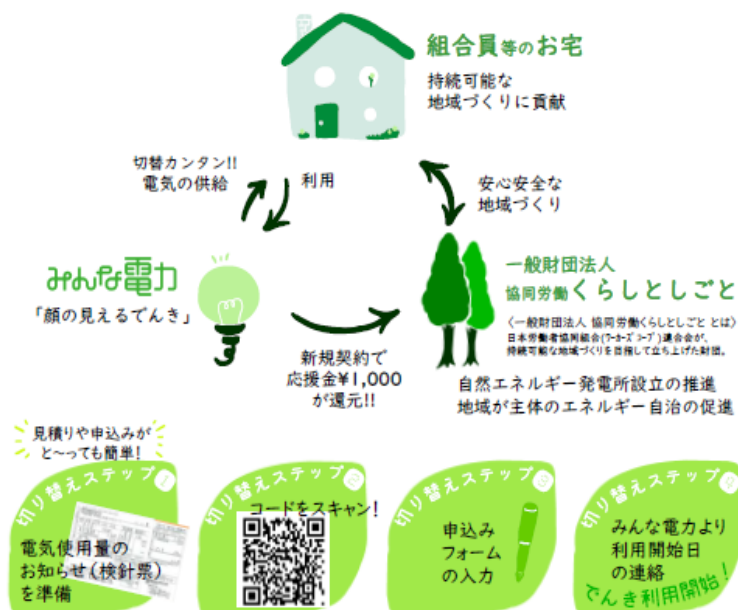 組合員等のお宅
持続可能な
地域づくりに貢献
切替カンタン!!
電気の供給
利用
安心安全な
地域づくり
みんな電力
「顔の見えるでんき」
新規契約で
応援金¥1,000
が還元!!
一般財団法人
協同労働くらしとしごと
〈一般財団法人 協同労働くらしとしごと とは〉
日本労働者協同組合(ワーカーズコープ)連合会が、
持続可能な地域づくりを目指して立ち上げた財団。
自然エネルギー発電所設立の推進
地域が主体のエネルギー自治の促進
見積りや申込みが
と〜っても簡単!
切り替えステップ1
電気使用量の
お知らせ(検針票)
を準備
切り替えステップ2
コードをスキャン!
切り替えステップ3
申込み
フォーム
の入力
切り替えステップ4
みんな電力より
利用開始日
の連絡
でんき利用開始!